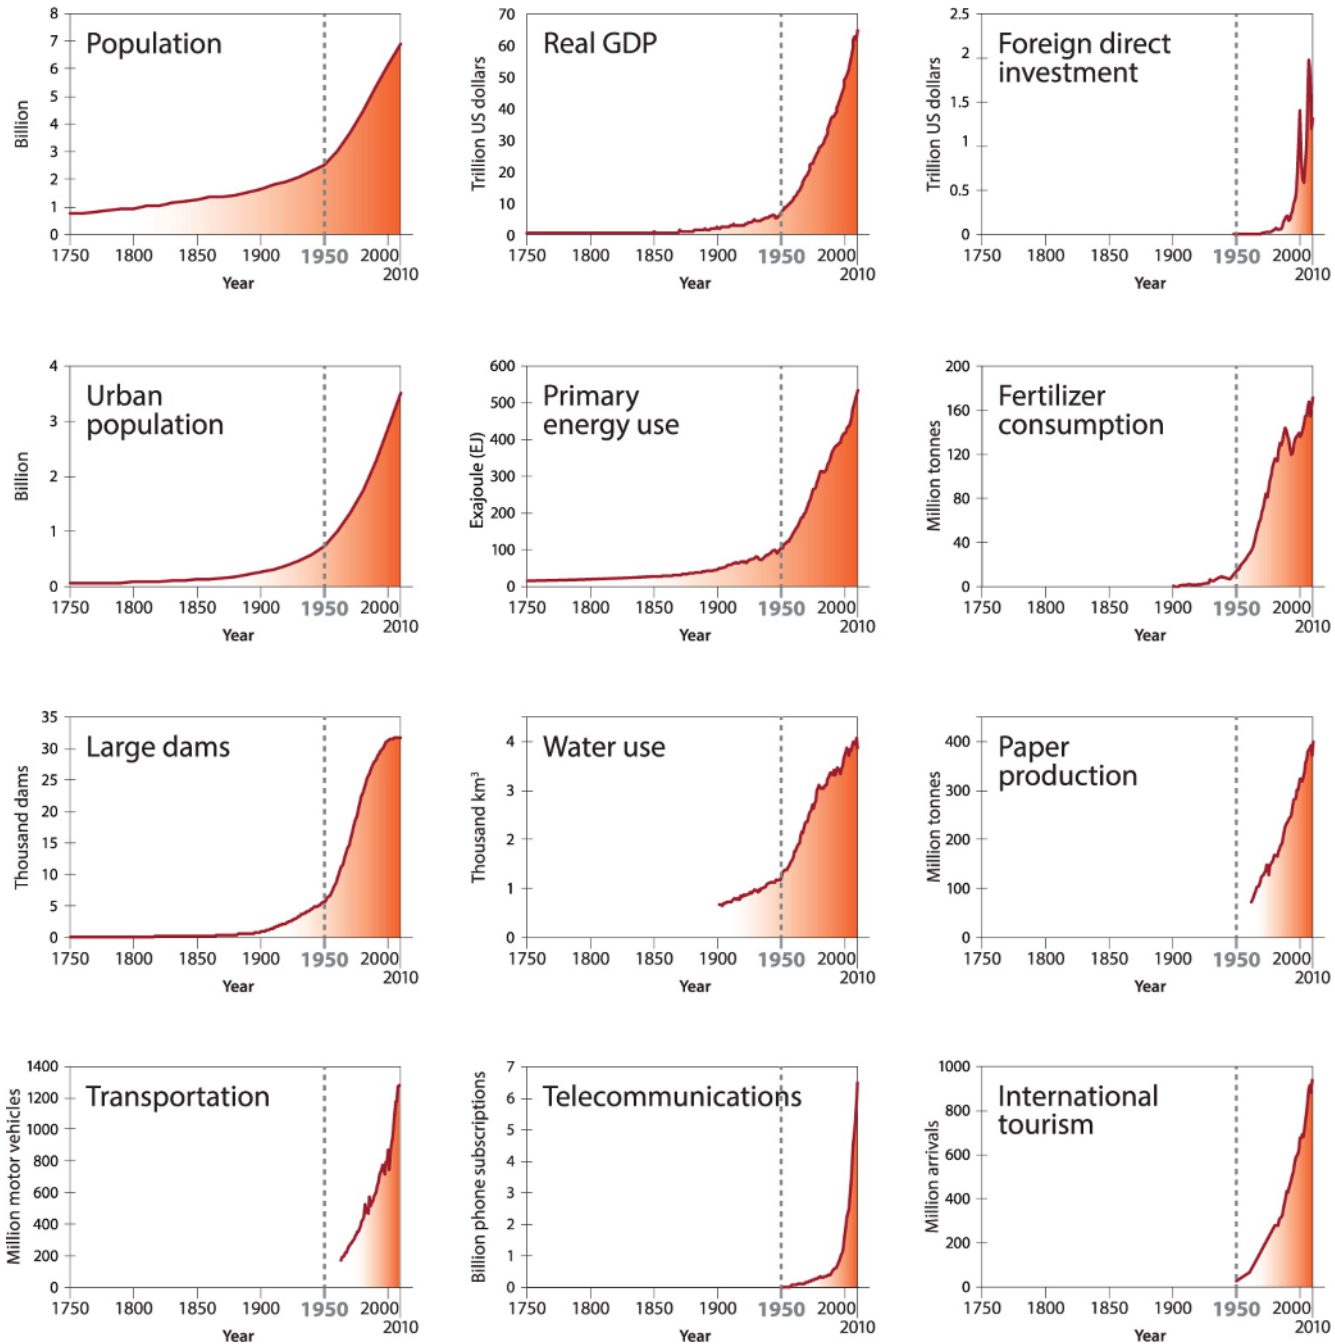 Population
Billion
8
7
6
5
4
3
2
1
0
1750 1800 1850 1900 1950 2000
2010
Year
Real GDP
Trillion US dollars
70
60
50
40
30
20
10
0
1750 1800 1850 1900 1950 2000
2010
Year
Foreign direct
investment
Trillion US dollars
2.5
2
1.5
1
0.5
0
1750 1800 1850 1900 1950 2000
2010
Year
Urban
population
Billion
4
3
2
1
0
1750 1800 1850 1900 1950 2000
2010
Year
Primary
energy use
Exajoule (EJ)
600
500
400
300
200
100
0
1750 1800 1850 1900 1950 2000
2010
Year
Fertilizer
consumption
Million tonnes
200
160
120
80
40
0
1750 1800 1850 1900 1950 2000
2010
Year
Large dams
Thousand dams
35
30
25
20
15
10
5
0
1750 1800 1850 1900 1950 2000
2010
Year
Water use
Thousand km³
4
3
2
1
0
1750 1800 1850 1900 1950 2000
2010
Year
Paper
production
Million tonnes
400
300
200
100
0
1750 1800 1850 1900 1950 2000
2010
Year
Transportation
Million motor vehicles
1400
1200
1000
800
600
400
200
0
1750 1800 1850 1900 1950 2000
2010
Year
Telecommunications
Billion phone subscriptions
7
6
5
4
3
2
1
0
1750 1800 1850 1900 1950 2000
2010
Year
International
tourism
Million arrivals
1000
800
600
400
200
0
1750 1800 1850 1900 1950 2000
2010
Year